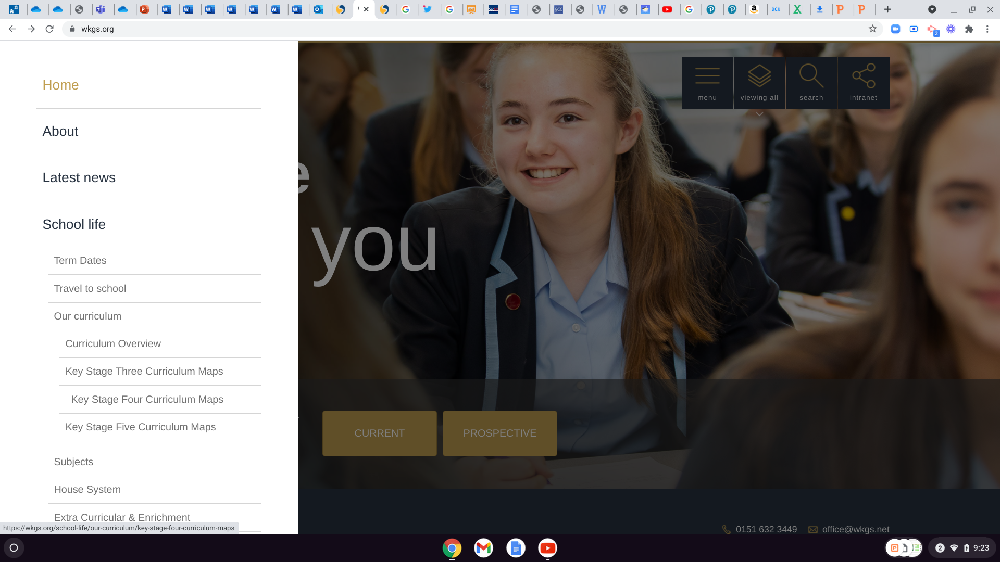 wkgs.org
2
Home
About
Latest news
School life
Term Dates
Travel to school
Our curriculum
Curriculum Overview
Key Stage Three Curriculum Maps
Key Stage Four Curriculum Maps
Key Stage Five Curriculum Maps
Subjects
House System
Extra Curricular & Enrichment
https://wkgs.org/school-life/our-curriculum/key-stage-four-curriculum-maps
menu
viewing all
search
intranet
e
you
CURRENT
PROSPECTIVE
0151 632 3449
office@wkgs.net
2
9:23